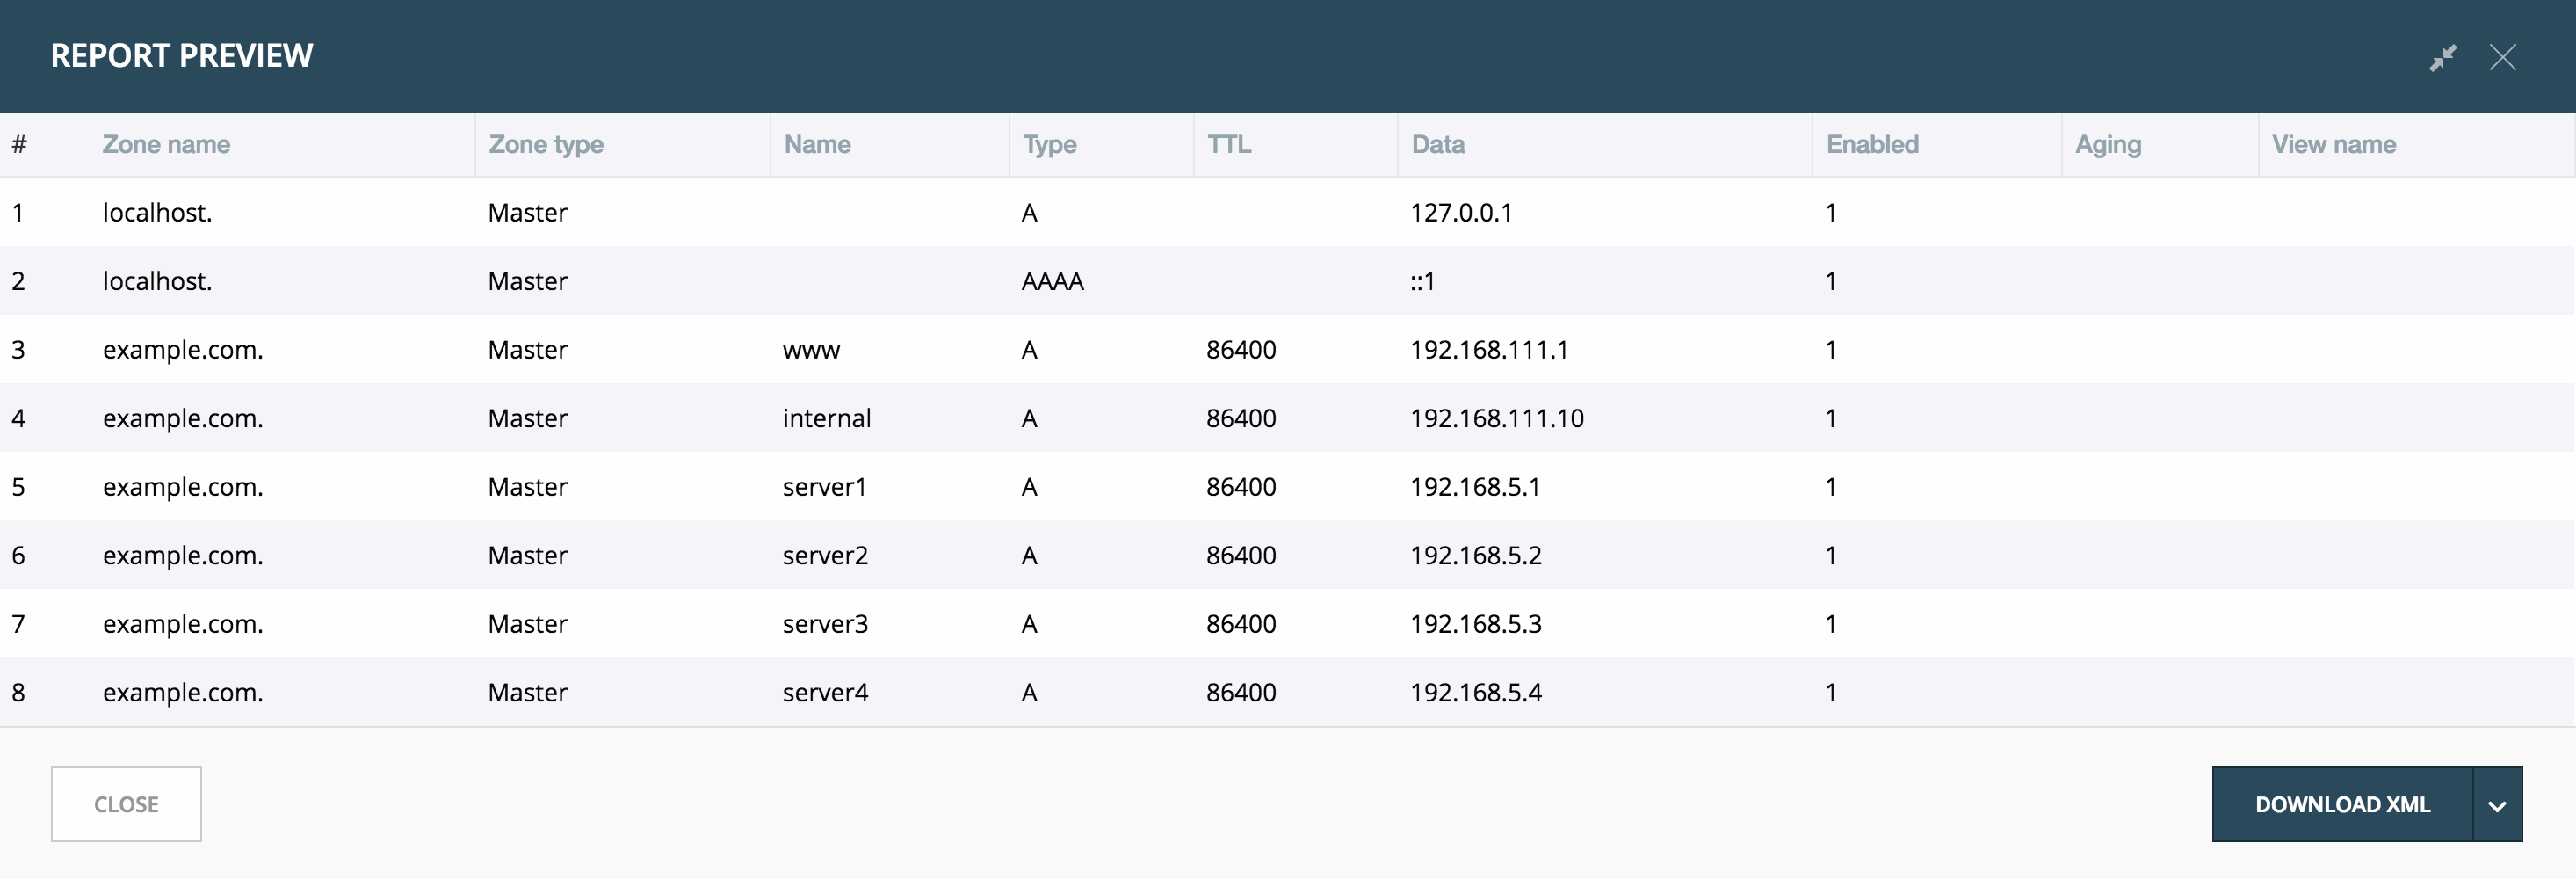 REPORT PREVIEW
# Zone name Zone type Name Type TTL Data Enabled Aging View name
1 localhost. Master A 127.0.0.1 1
2 localhost. Master AAAA ::1 1
3 example.com. Master www A 86400 192.168.111.1 1
4 example.com. Master internal A 86400 192.168.111.10 1
5 example.com. Master server1 A 86400 192.168.5.1 1
6 example.com. Master server2 A 86400 192.168.5.2 1
7 example.com. Master server3 A 86400 192.168.5.3 1
8 example.com. Master server4 A 86400 192.168.5.4 1
CLOSE DOWNLOAD XML